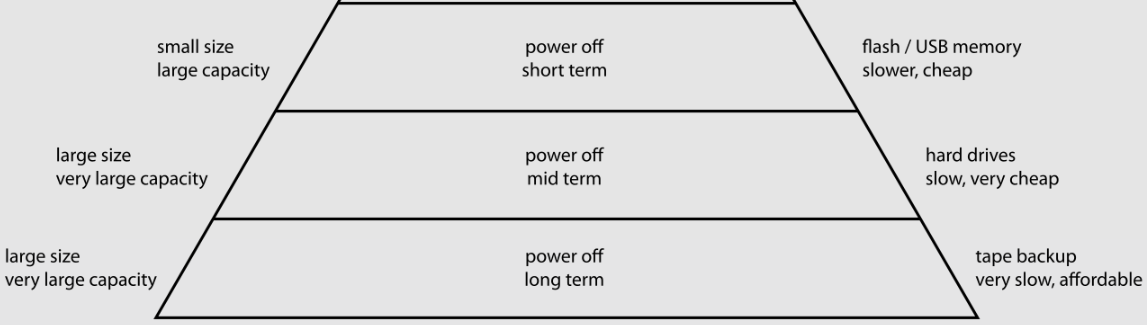 small size
large capacity
power off
short term
flash / USB memory
slower, cheap
large size
very large capacity
power off
mid term
hard drives
slow, very cheap
large size
very large capacity
power off
long term
tape backup
very slow, affordable